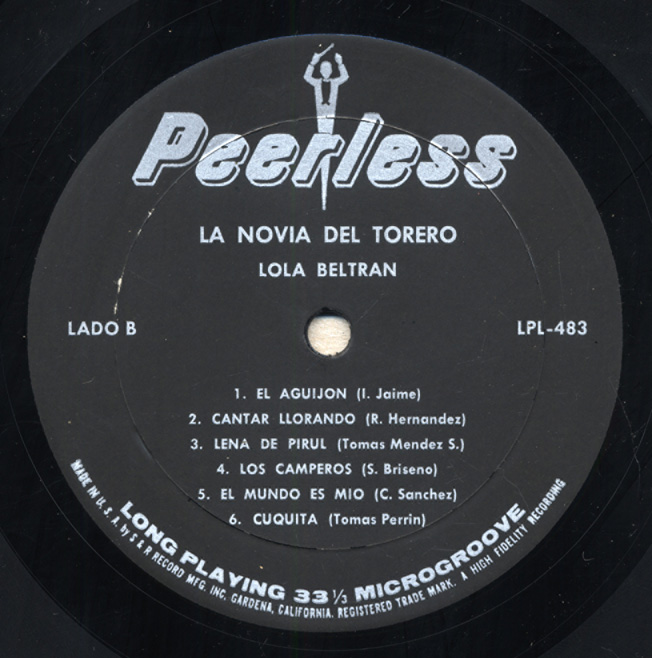 Peerless
LA NOVIA DEL TORERO
LOLA BELTRAN
LADO B
LPL-483
1. EL AGUIJON (I. Jaime)
2. CANTAR LLORANDO (R. Hernandez)
3. LENA DE PIRUL (Tomas Mendez S.)
4. LOS CAMPEROS (S. Briseno)
5. EL MUNDO ES MIO (C. Sanchez)
6. CUQUITA (Tomas Perrin)
LONG PLAYING 33 1/3 MICROGROOVE
MADE IN U. S. A. by S & R RECORD MFG. INC. GARDENA, CALIFORNIA. REGISTERED TRADE MARK. A HIGH FIDELITY RECORDING